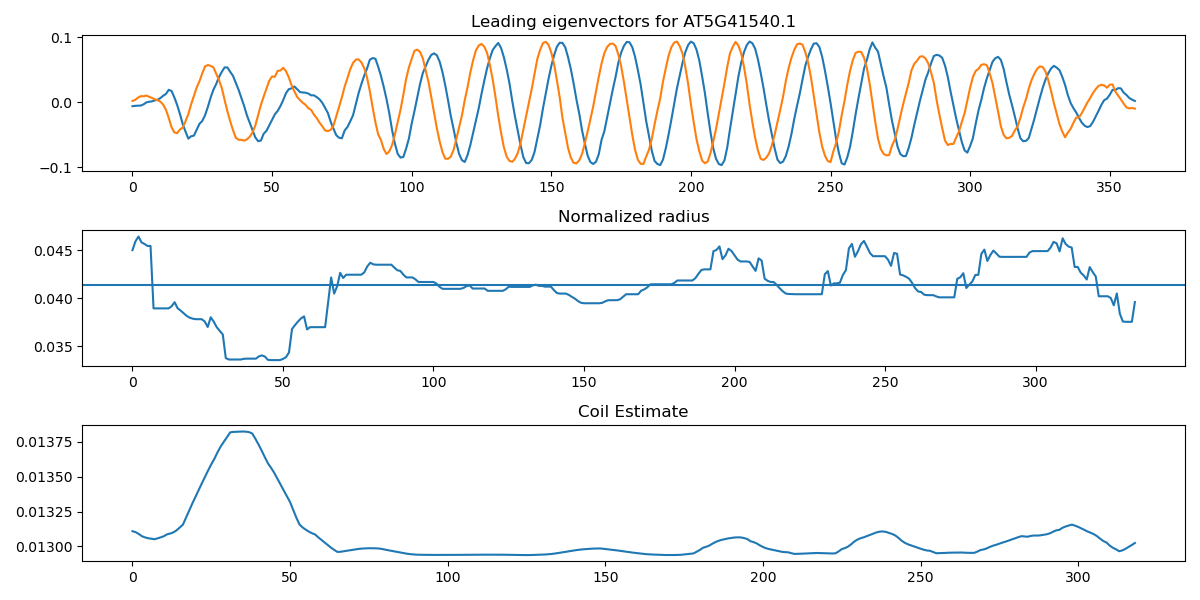 Leading eigenvectors for AT5G41540.1
0.1
0.0
−0.1
0 50 100 150 200 250 300 350
Normalized radius
0.045
0.040
0.035
0 50 100 150 200 250 300
Coil Estimate
0.01375
0.01350
0.01325
0.01300
0 50 100 150 200 250 300